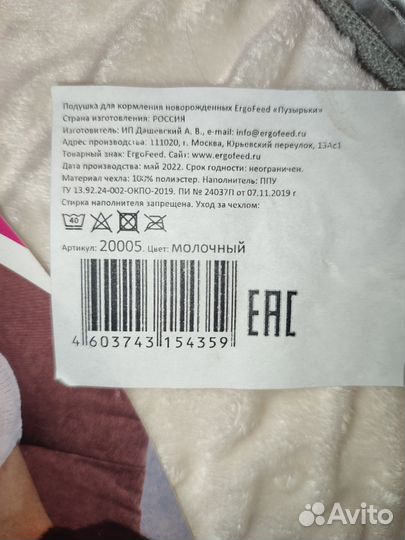 Подушка для кормления новорожденных ErgoFeed «Пузырьки»
Страна изготовления: РОССИЯ
Изготовитель: ИП Дашевский А. В., e-mail: info@ergofeed.ru
Адрес производства: 111020, г. Москва, Юрьевский переулок, 13Ас1
Товарный знак: ErgoFeed. Сайт: www.ergofeed.ru
Дата производства: май 2022. Срок годности: неограничен.
Материал чехла: 100% полиэстер. Наполнитель: ППУ
ТУ 13.92.24-002-ОКПО-2019. ПИ № 24037П от 07.11.2019 г
Стирка наполнителя запрещена. Уход за чехлом:
40
Артикул: 20005. Цвет: МОЛОЧНЫЙ
4 603743 154359
EAC
Avito